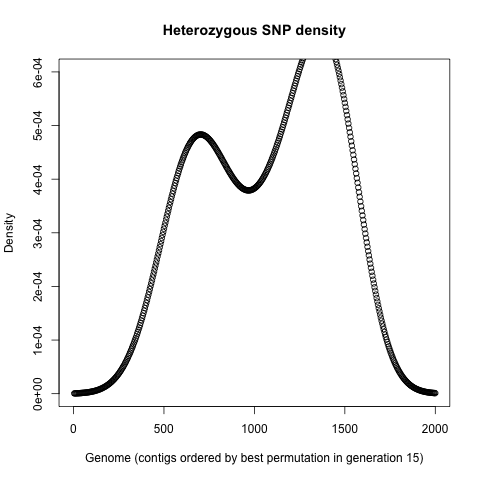 Heterozygous SNP density
Density
6e-04
5e-04
4e-04
3e-04
2e-04
1e-04
0e+00
0 500 1000 1500 2000
Genome (contigs ordered by best permutation in generation 15)